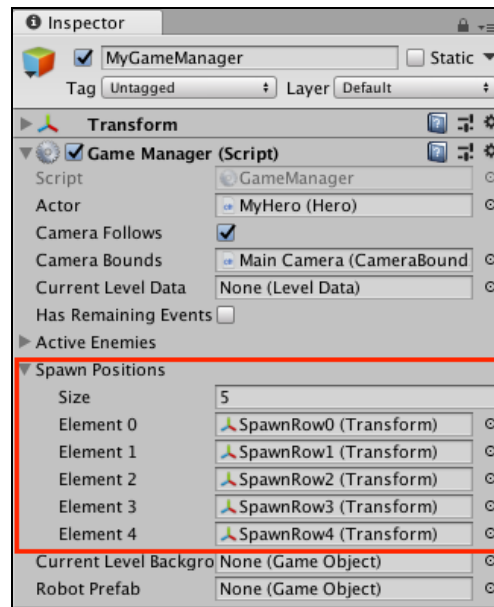 Inspector
MyGameManager Static
Tag Untagged Layer Default
Transform
Game Manager (Script)
Script GameManager
Actor MyHero (Hero)
Camera Follows
Camera Bounds Main Camera (CameraBound
Current Level Data None (Level Data)
Has Remaining Events
Active Enemies
Spawn Positions
Size 5
Element 0 SpawnRow0 (Transform)
Element 1 SpawnRow1 (Transform)
Element 2 SpawnRow2 (Transform)
Element 3 SpawnRow3 (Transform)
Element 4 SpawnRow4 (Transform)
Current Level Backgro None (Game Object)
Robot Prefab None (Game Object)